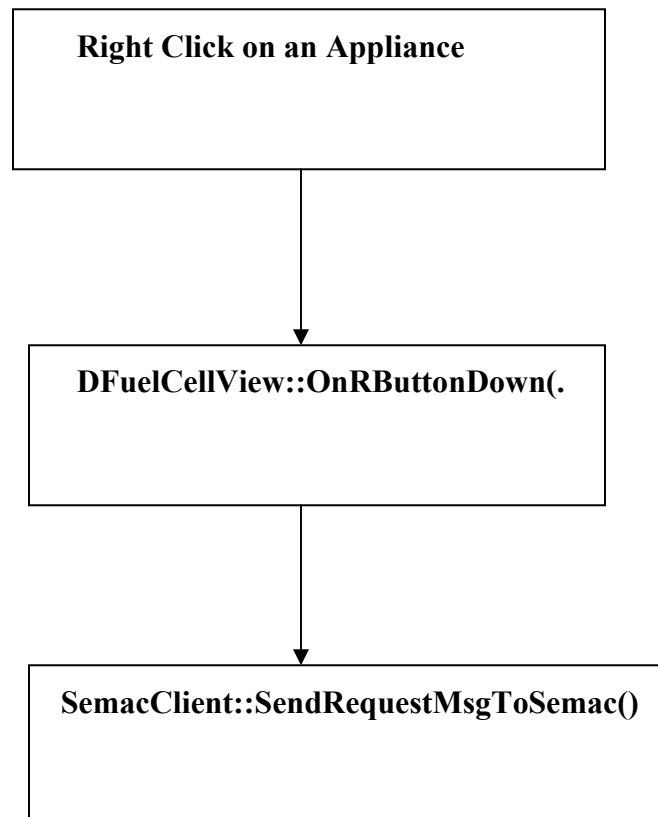 Right Click on an Appliance
DFuelCellView::OnRButtonDown(.
SemacClient::SendRequestMsgToSemac()